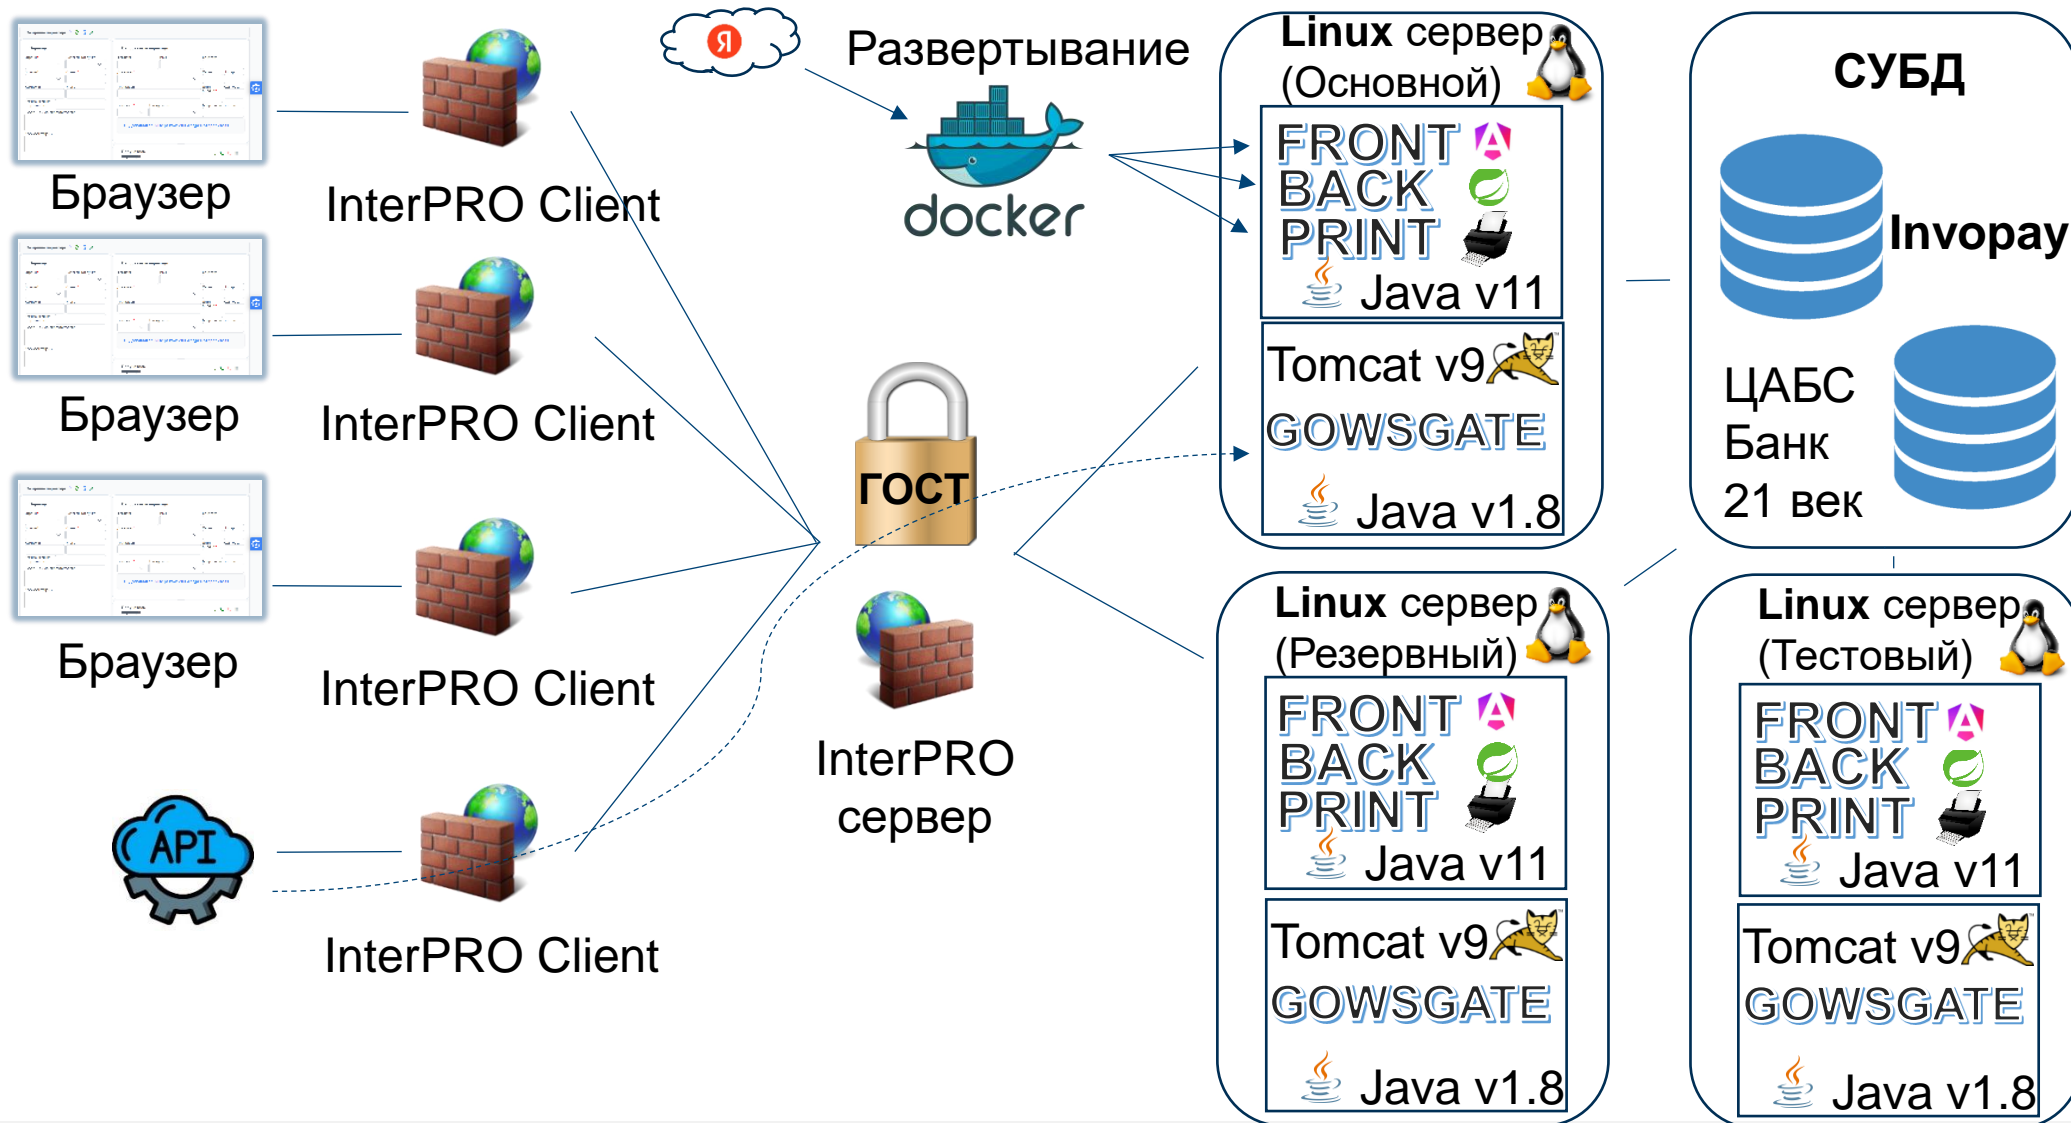 Браузер
InterPRO Client
Браузер
InterPRO Client
Браузер
InterPRO Client
API
InterPRO Client
Я
Развертывание
docker
ГОСТ
InterPRO
сервер
Linux сервер
(Основной)
FRONT
BACK
PRINT
Java v11
Tomcat v9
GOWSGATE
Java v1.8
СУБД
Invopay
ЦАБС
Банк
21 век
Linux сервер
(Резервный)
FRONT
BACK
PRINT
Java v11
Tomcat v9
GOWSGATE
Java v1.8
Linux сервер
(Тестовый)
FRONT
BACK
PRINT
Java v11
Tomcat v9
GOWSGATE
Java v1.8